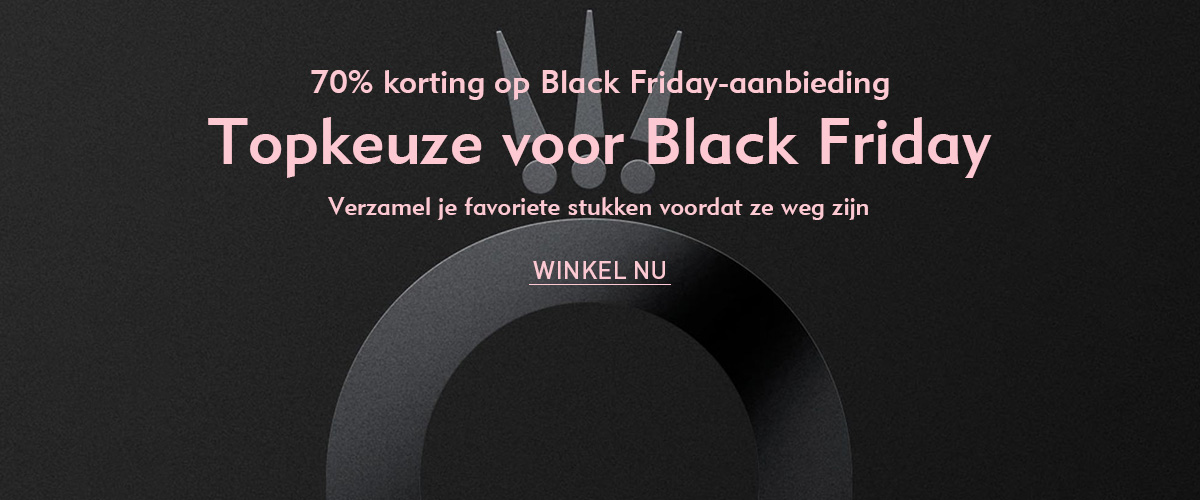 70% korting op Black Friday-aanbieding
Topkeuze voor Black Friday
Verzamel je favoriete stukken voordat ze weg zijn
WINKEL NU